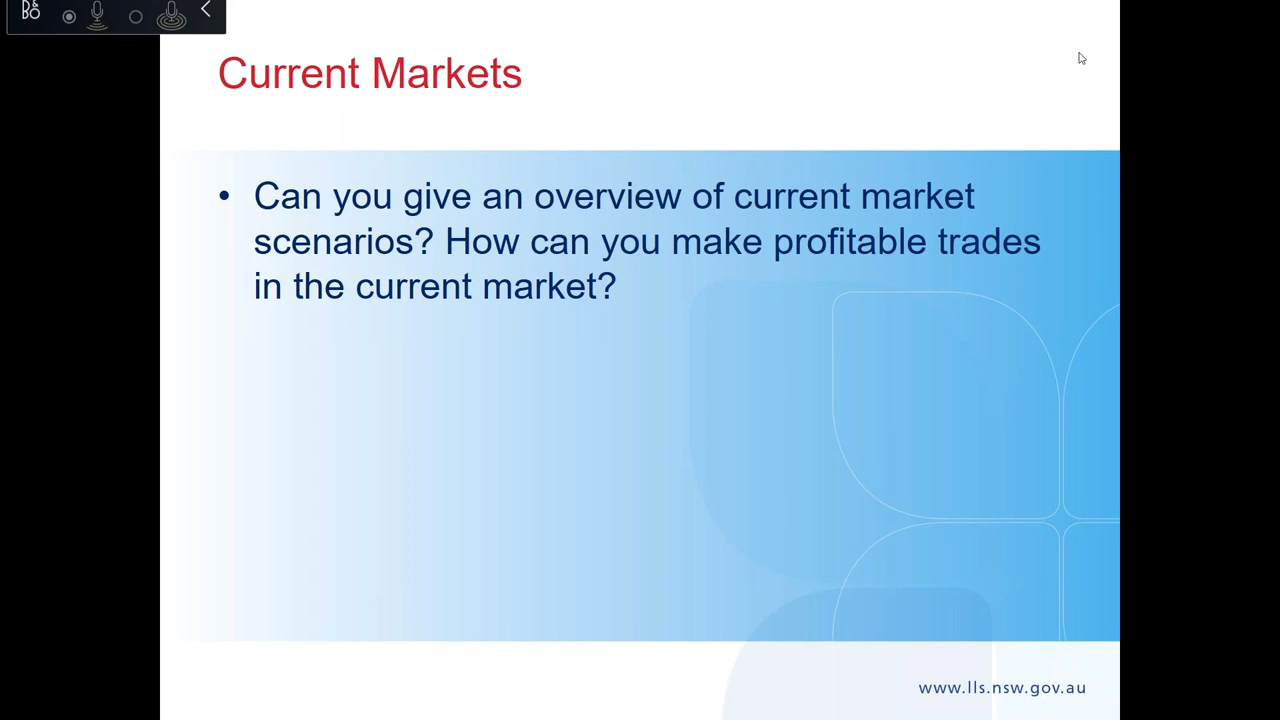 B&O
Current Markets
• Can you give an overview of current market
scenarios? How can you make profitable trades
in the current market?
www.lls.nsw.gov.au